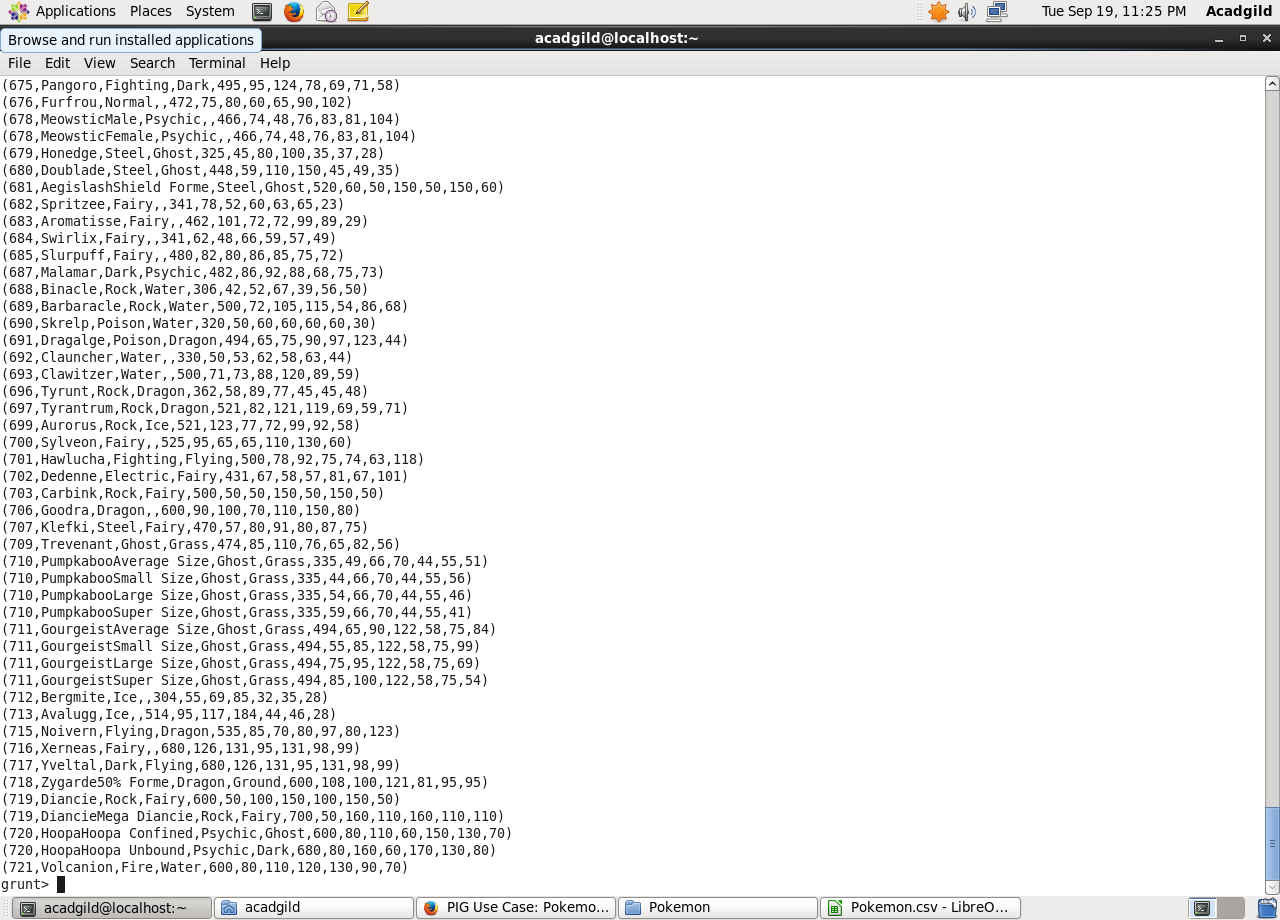 Applications Places System Tue Sep 19, 11:25 PM Acadgild
Browse and run installed applications acadgild@localhost:~
File Edit View Search Terminal Help
(675,Pangoro,Fighting,Dark,495,95,124,78,69,71,58)
(676,Furfrou,Normal,,472,75,80,60,65,90,102)
(678,MeowsticMale,Psychic,,466,74,48,76,83,81,104)
(678,MeowsticFemale,Psychic,,466,74,48,76,83,81,104)
(679,Honedge,Steel,Ghost,325,45,80,100,35,37,28)
(680,Doublade,Steel,Ghost,448,59,110,150,45,49,35)
(681,AegislashShield Forme,Steel,Ghost,520,60,50,150,50,150,60)
(682,Spritzee,Fairy,,341,78,52,60,63,65,23)
(683,Aromatisse,Fairy,,462,101,72,72,99,89,29)
(684,Swirlix,Fairy,,341,62,48,66,59,57,49)
(685,Slurpuff,Fairy,,480,82,80,86,85,75,72)
(687,Malamar,Dark,Psychic,482,86,92,88,68,75,73)
(688,Binacle,Rock,Water,306,42,52,67,39,56,50)
(689,Barbaracle,Rock,Water,500,72,105,115,54,86,68)
(690,Skrelp,Poison,Water,320,50,60,60,60,60,30)
(691,Dragalge,Poison,Dragon,494,65,75,90,97,123,44)
(692,Clauncher,Water,,330,50,53,62,58,63,44)
(693,Clawitzer,Water,,500,71,73,88,120,89,59)
(696,Tyrunt,Rock,Dragon,362,58,89,77,45,45,48)
(697,Tyrantrum,Rock,Dragon,521,82,121,119,69,59,71)
(699,Aurorus,Rock,Ice,521,123,77,72,99,92,58)
(700,Sylveon,Fairy,,525,95,65,65,110,130,60)
(701,Hawlucha,Fighting,Flying,500,78,92,75,74,63,118)
(702,Dedenne,Electric,Fairy,431,67,58,57,81,67,101)
(703,Carbink,Rock,Fairy,500,50,50,150,50,150,50)
(706,Goodra,Dragon,,600,90,100,70,110,150,80)
(707,Klefki,Steel,Fairy,470,57,80,91,80,87,75)
(709,Trevenant,Ghost,Grass,474,85,110,76,65,82,56)
(710,PumpkabooAverage Size,Ghost,Grass,335,49,66,70,44,55,51)
(710,PumpkabooSmall Size,Ghost,Grass,335,44,66,70,44,55,56)
(710,PumpkabooLarge Size,Ghost,Grass,335,54,66,70,44,55,46)
(710,PumpkabooSuper Size,Ghost,Grass,335,59,66,70,44,55,41)
(711,GourgeistAverage Size,Ghost,Grass,494,65,90,122,58,75,84)
(711,GourgeistSmall Size,Ghost,Grass,494,55,85,122,58,75,99)
(711,GourgeistLarge Size,Ghost,Grass,494,75,95,122,58,75,69)
(711,GourgeistSuper Size,Ghost,Grass,494,85,100,122,58,75,54)
(712,Bergmite,Ice,,304,55,69,85,32,35,28)
(713,Avalugg,Ice,,514,95,117,184,44,46,28)
(715,Noivern,Flying,Dragon,535,85,70,80,97,80,123)
(716,Xerneas,Fairy,,680,126,131,95,131,98,99)
(717,Yveltal,Dark,Flying,680,126,131,95,131,98,99)
(718,Zygarde50% Forme,Dragon,Ground,600,108,100,121,81,95,95)
(719,Diancie,Rock,Fairy,600,50,100,150,100,150,50)
(719,DiancieMega Diancie,Rock,Fairy,700,50,160,110,160,110,110)
(720,HoopaHoopa Confined,Psychic,Ghost,600,80,110,60,150,130,70)
(720,HoopaHoopa Unbound,Psychic,Dark,680,80,160,60,170,130,80)
(721,Volcanion,Fire,Water,600,80,110,120,130,90,70)
grunt>
acadgild@localhost:~ acadgild PIG Use Case: Pokemo... Pokemon Pokemon.csv - LibreO...